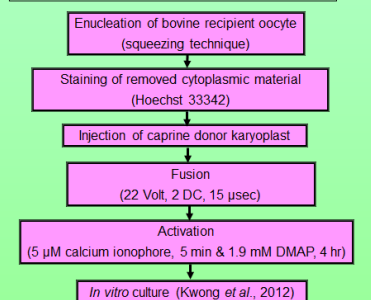 Enucleation of bovine recipient oocyte
(squeezing technique)
Staining of removed cytoplasmic material
(Hoechst 33342)
Injection of caprine donor karyoplast
Fusion
(22 Volt, 2 DC, 15 µsec)
Activation
(5 µM calcium ionophore, 5 min & 1.9 mM DMAP, 4 hr)
In vitro culture (Kwong et al., 2012)